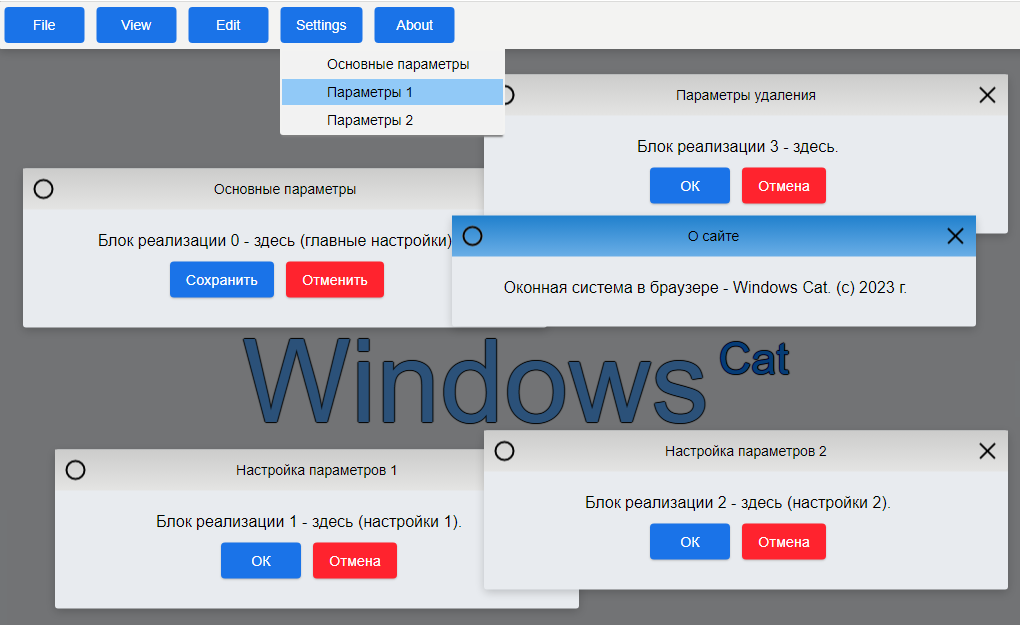 File
View
Edit
Settings
About
Основные параметры
Параметры 1
Параметры 2
Параметры удаления
Блок реализации 3 - здесь.
ОК
Отмена
Основные параметры
Блок реализации 0 - здесь (главные настройки)
Сохранить
Отменить
О сайте
Оконная система в браузере - Windows Cat. (c) 2023 г.
Windows Cat
Настройка параметров 1
Блок реализации 1 - здесь (настройки 1).
ОК
Отмена
Настройка параметров 2
Блок реализации 2 - здесь (настройки 2).
ОК
Отмена